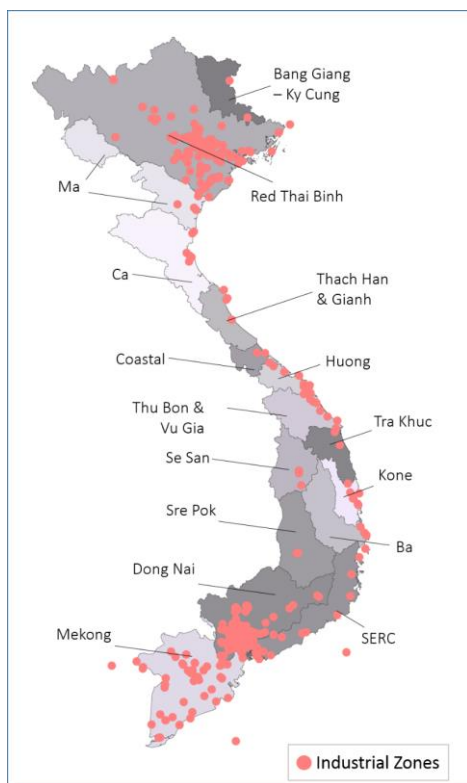 Bang Giang
– Ky Cung
Red Thai Binh
Ma
Ca
Thach Han
& Gianh
Coastal
Huong
Thu Bon &
Vu Gia
Tra Khuc
Se San
Kone
Sre Pok
Ba
Dong Nai
Mekong
SERC
Industrial Zones